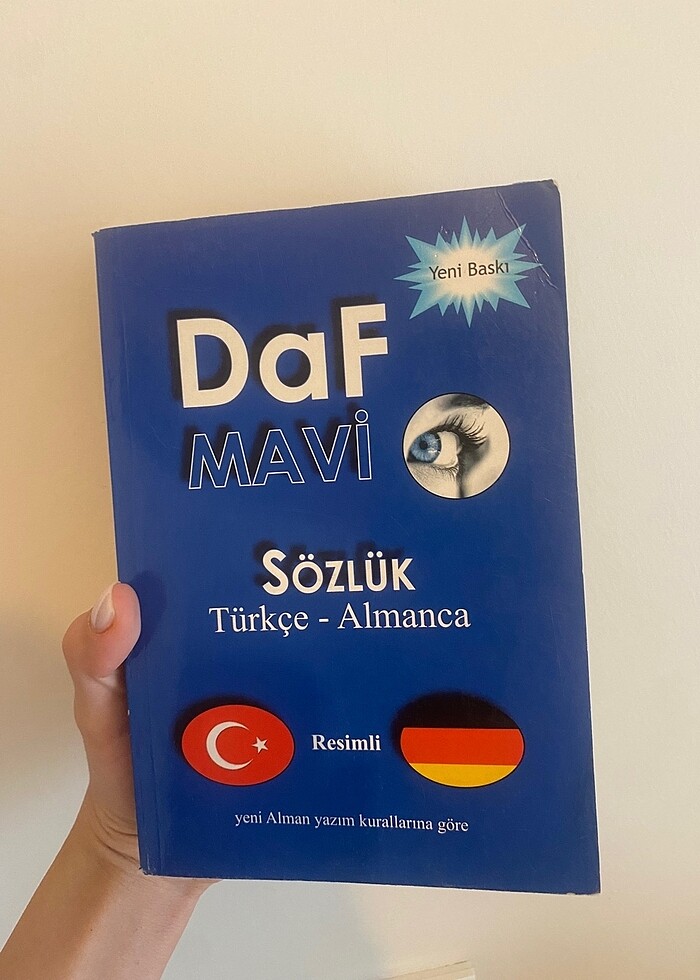 Yeni Baskı
DaF
MAVİ
SÖZLÜK
Türkçe - Almanca
Resimli
yeni Alman yazım kurallarına göre